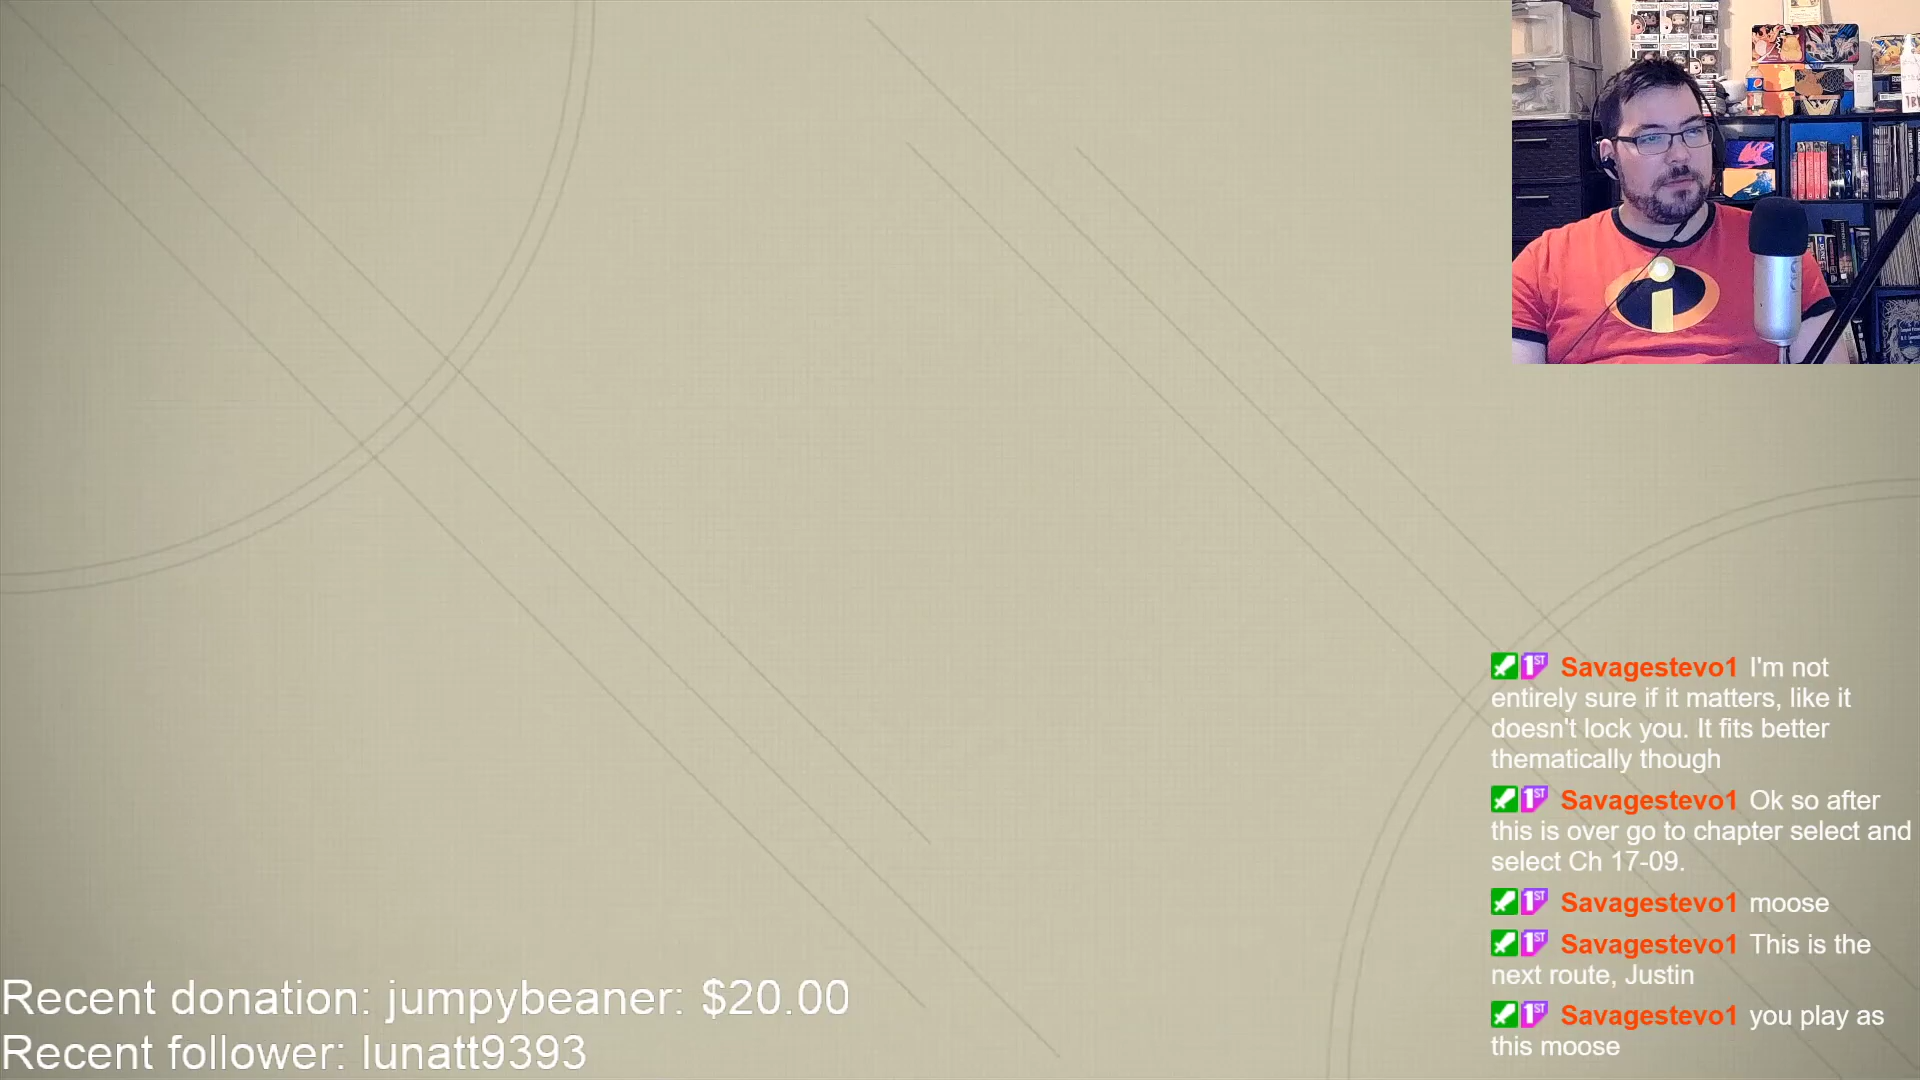 Savagestevo1 I'm not
entirely sure if it matters, like it
doesn't lock you. It fits better
thematically though
Savagestevo1 Ok so after
this is over go to chapter select and
select Ch 17-09.
Savagestevo1 moose
Savagestevo1 This is the
next route, Justin
Savagestevo1 you play as
this moose
Recent donation: jumpybeaner: $20.00
Recent follower: lunatt9393